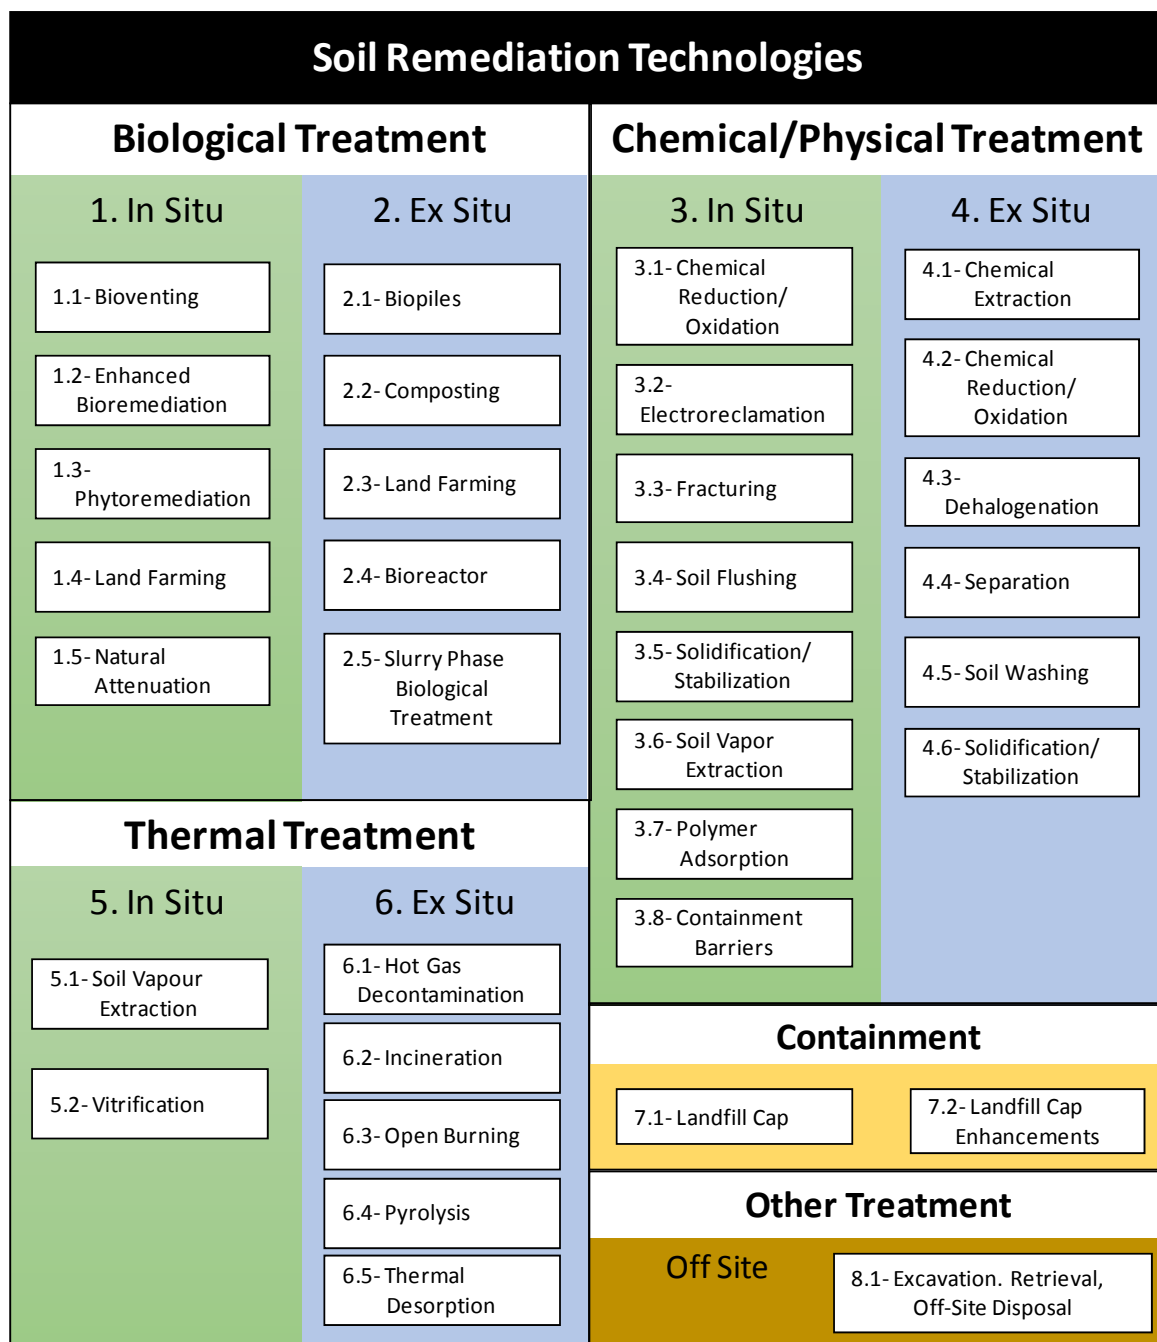 Soil Remediation Technologies
Biological Treatment
1. In Situ
1.1- Bioventing
1.2- Enhanced
Bioremediation
1.3-
Phytoremediation
1.4- Land Farming
1.5- Natural
Attenuation
2. Ex Situ
2.1- Biopiles
2.2- Composting
2.3- Land Farming
2.4- Bioreactor
2.5- Slurry Phase
Biological
Treatment
Chemical/Physical Treatment
3. In Situ
3.1- Chemical
Reduction/
Oxidation
3.2-
Electroreclamation
3.3- Fracturing
3.4- Soil Flushing
3.5- Solidification/
Stabilization
3.6- Soil Vapor
Extraction
3.7- Polymer
Adsorption
3.8- Containment
Barriers
4. Ex Situ
4.1- Chemical
Extraction
4.2- Chemical
Reduction/
Oxidation
4.3-
Dehalogenation
4.4- Separation
4.5- Soil Washing
4.6- Solidification/
Stabilization
Thermal Treatment
5. In Situ
5.1- Soil Vapour
Extraction
5.2- Vitrification
6. Ex Situ
6.1- Hot Gas
Decontamination
6.2- Incineration
6.3- Open Burning
6.4- Pyrolysis
6.5- Thermal
Desorption
Containment
7.1- Landfill Cap
7.2- Landfill Cap
Enhancements
Other Treatment
Off Site
8.1- Excavation. Retrieval,
Off-Site Disposal